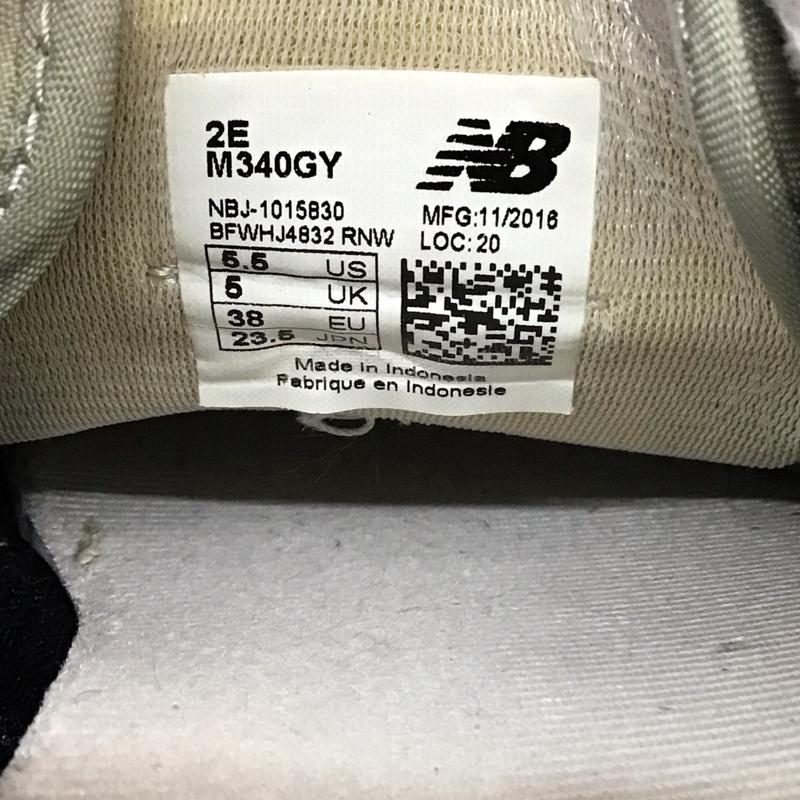 2E
M340GY
NB
NBJ-1015830
BFWHJ4832 RNW
MFG:11/2016
LOC: 20
5.5 US
5 UK
38 EU
23.5 JPN
Made in Indonesia
Fabrique en Indonesie